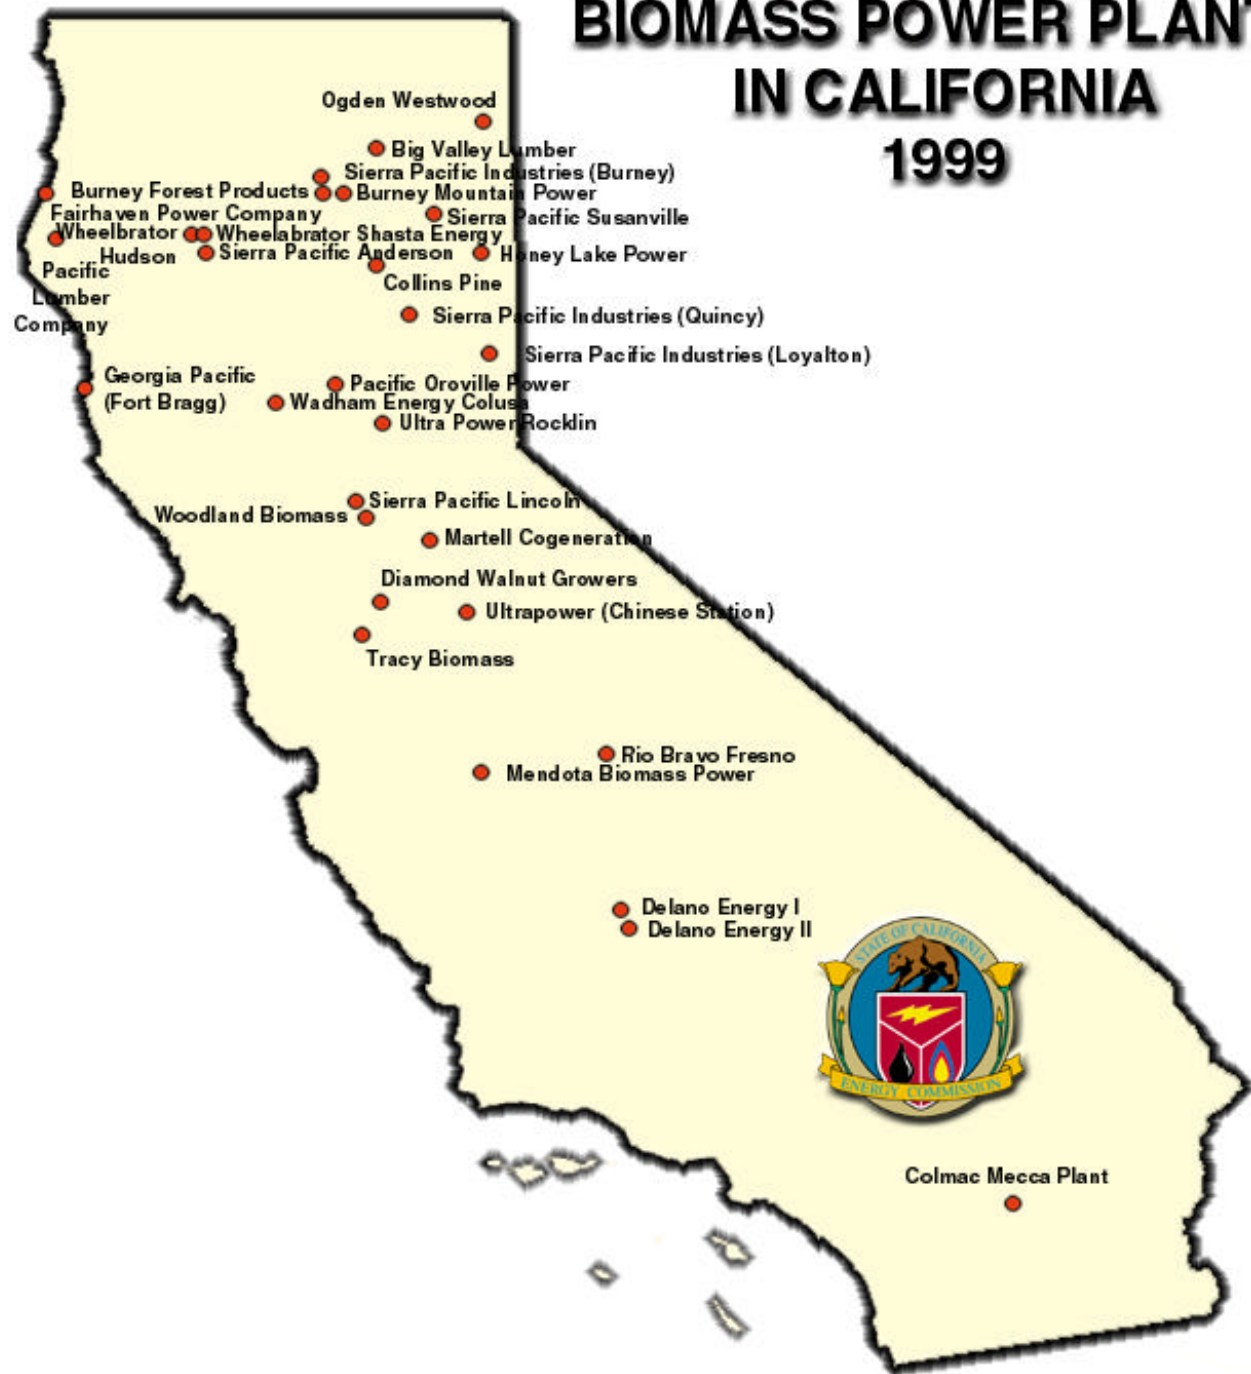 BIOMASS POWER PLANT
IN CALIFORNIA
1999
Ogden Westwood
Big Valley Lumber
Sierra Pacific Industries (Burney)
Burney Forest Products
Burney Mountain Power
Fairhaven Power Company
Sierra Pacific Susanville
Wheelbrator
Hudson
Wheelabrator Shasta Energy
Sierra Pacific Anderson
Honey Lake Power
Pacific
Lumber
Company
Collins Pine
Sierra Pacific Industries (Quincy)
Sierra Pacific Industries (Loyalton)
Georgia Pacific
(Fort Bragg)
Pacific Oroville Power
Wadham Energy Colusa
Ultra Power Rocklin
Sierra Pacific Lincoln
Woodland Biomass
Martell Cogeneration
Diamond Walnut Growers
Ultrapower (Chinese Station)
Tracy Biomass
Rio Bravo Fresno
Mendota Biomass Power
Delano Energy I
Delano Energy II
STATE OF CALIFORNIA
ENERGY COMMISSION
Colmac Mecca Plant